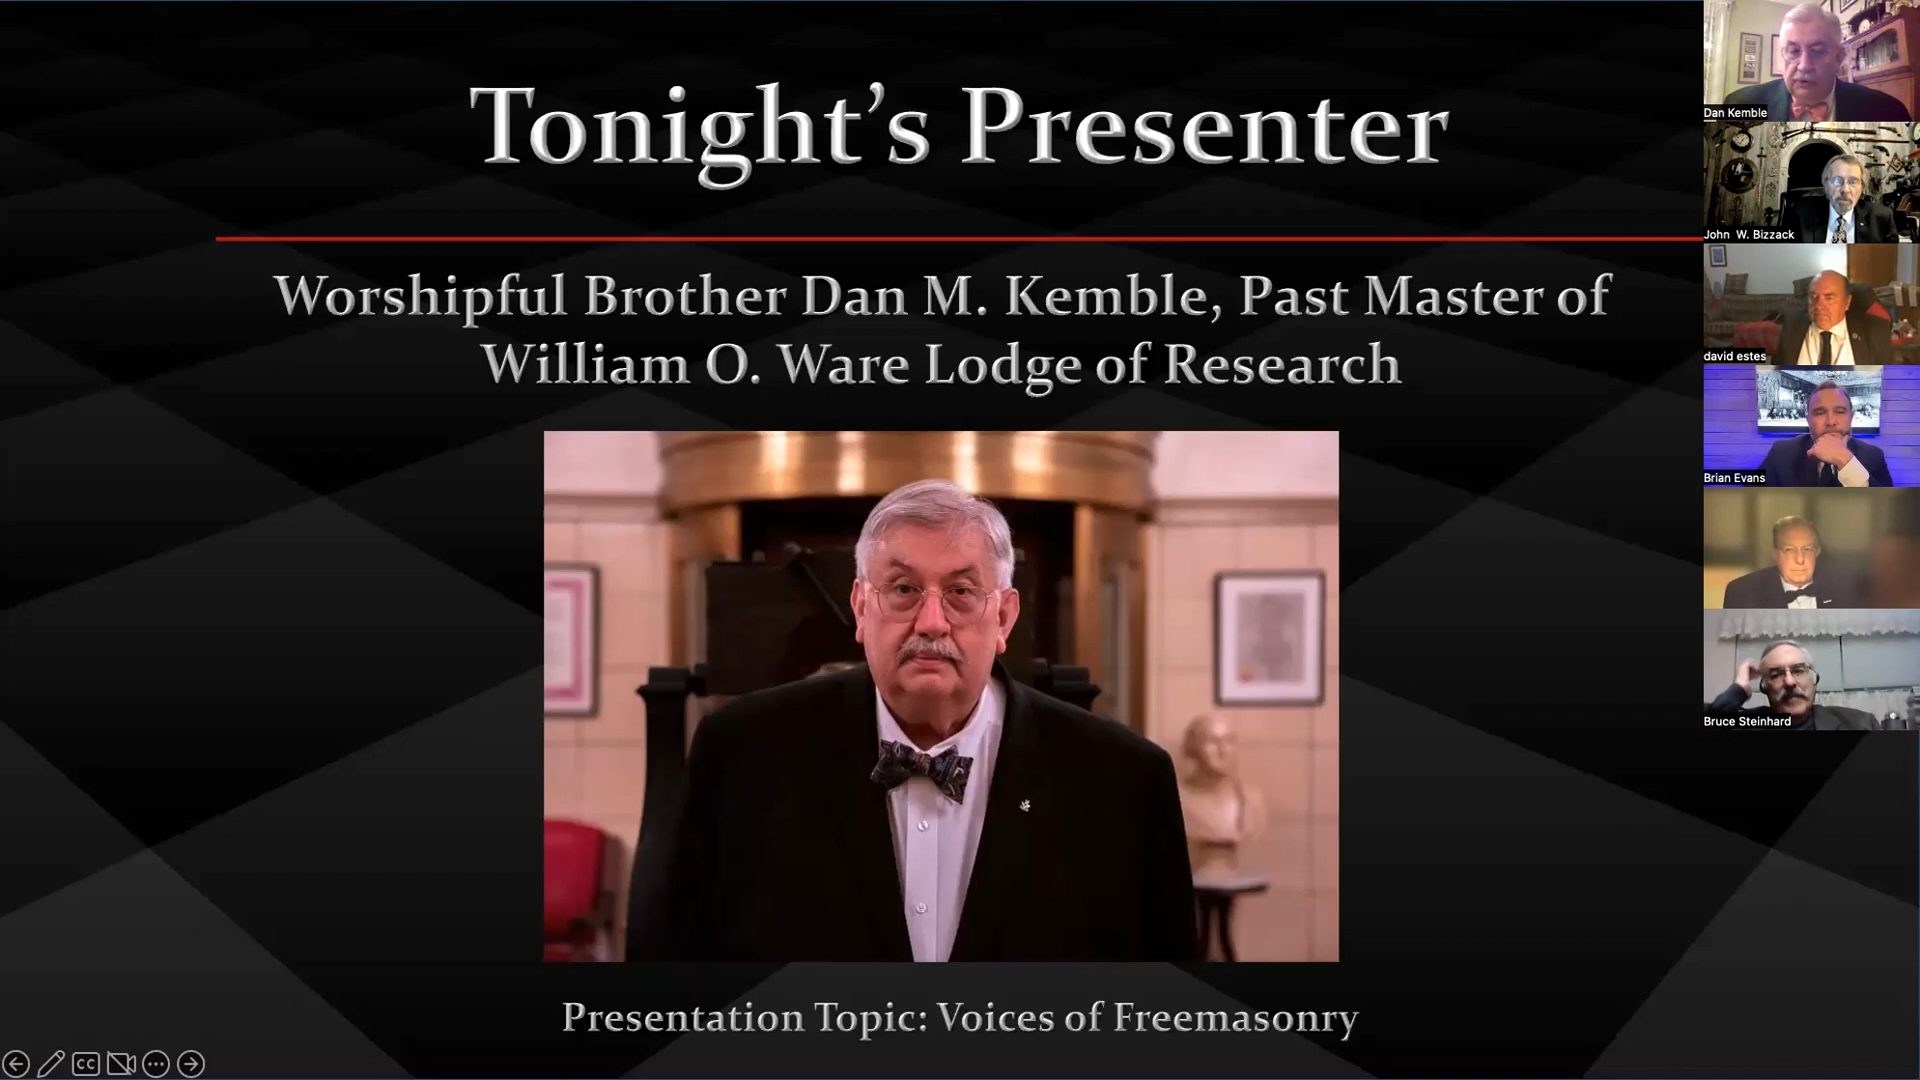 Tonight’s Presenter
Worshipful Brother Dan M. Kemble, Past Master of
William O. Ware Lodge of Research
Presentation Topic: Voices of Freemasonry
Dan Kemble
John W. Bizzack
david estes
Brian Evans
Bruce Steinhard
CC